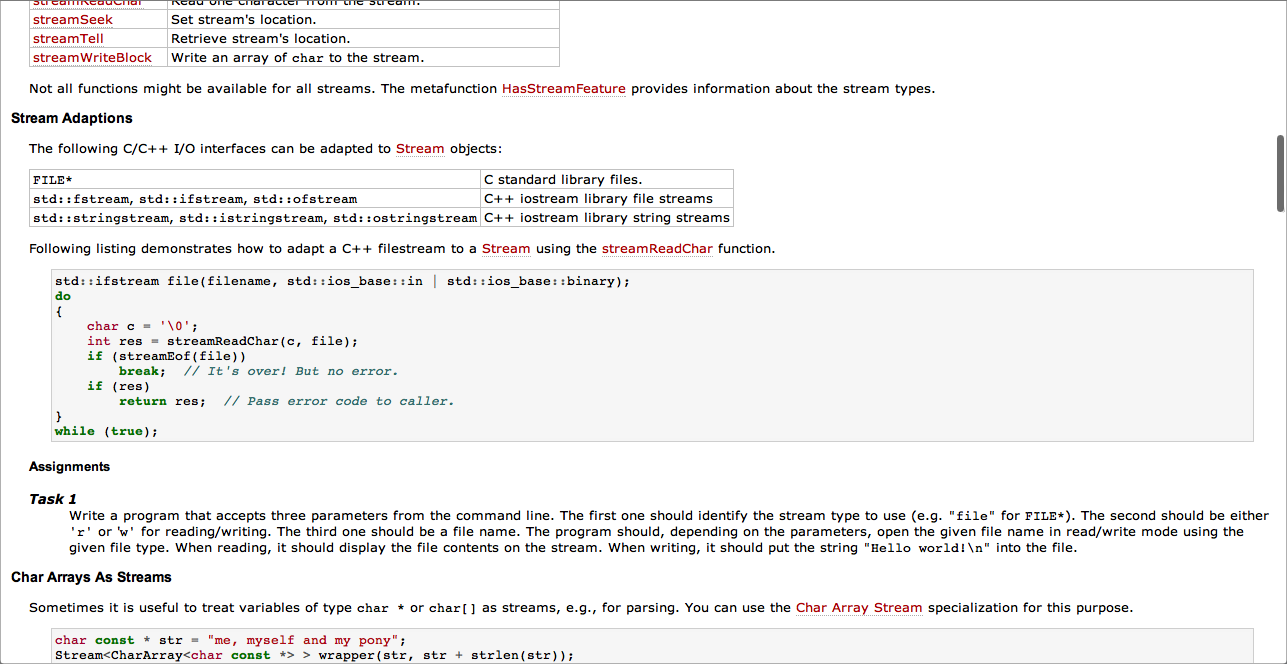 streamReadChar Read one character from the stream.
streamSeek Set stream's location.
streamTell Retrieve stream's location.
streamWriteBlock Write an array of char to the stream.
Not all functions might be available for all streams. The metafunction HasStreamFeature provides information about the stream types.
Stream Adaptions
The following C/C++ I/O interfaces can be adapted to Stream objects:
FILE* C standard library files.
std::fstream, std::ifstream, std::ofstream C++ iostream library file streams
std::stringstream, std::istringstream, std::ostringstream C++ iostream library string streams
Following listing demonstrates how to adapt a C++ filestream to a Stream using the streamReadChar function.
std::ifstream file(filename, std::ios_base::in | std::ios_base::binary);
do
{
    char c = '\0';
    int res = streamReadChar(c, file);
    if (streamEof(file))
        break;  // It's over! But no error.
    if (res)
        return res;  // Pass error code to caller.
}
while (true);
Assignments
Task 1
Write a program that accepts three parameters from the command line. The first one should identify the stream type to use (e.g. "file" for FILE*). The second should be either
'r' or 'w' for reading/writing. The third one should be a file name. The program should, depending on the parameters, open the given file name in read/write mode using the
given file type. When reading, it should display the file contents on the stream. When writing, it should put the string "Hello world!\n" into the file.
Char Arrays As Streams
Sometimes it is useful to treat variables of type char * or char[] as streams, e.g., for parsing. You can use the Char Array Stream specialization for this purpose.
char const * str = "me, myself and my pony";
Stream<CharArray<char const *> > wrapper(str, str + strlen(str));